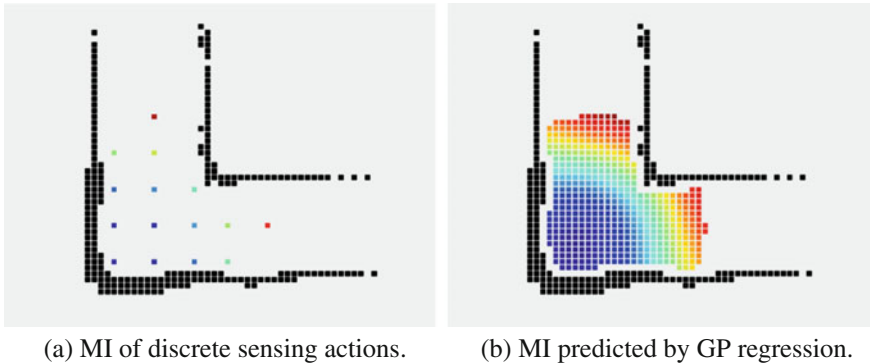 (a) MI of discrete sensing actions.
(b) MI predicted by GP regression.